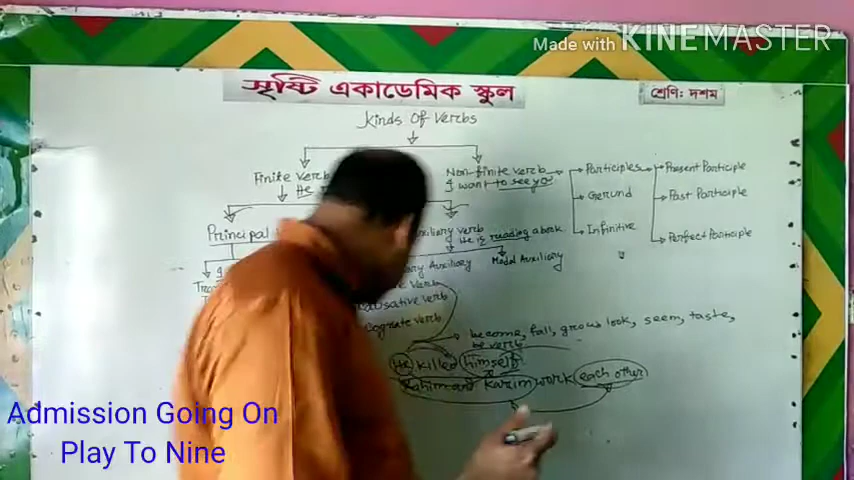 Made with KINEMASTER
সৃষ্টি একাডেমিক স্কুল
শ্রেণি: দশম
Kinds Of Verbs
Finite Verb
He
Non-finite verb
I want to see you
Participles
Present Participle
Gerund
Past Participle
Infinitive
Perfect Participle
Principal
He is reading a book
Auxiliary
Modal Auxiliary
verb
Cognate verb
become, fall, grow look, seem, taste,
be verb
He killed himself
Rahim and Karim work each other
Admission Going On
Play To Nine